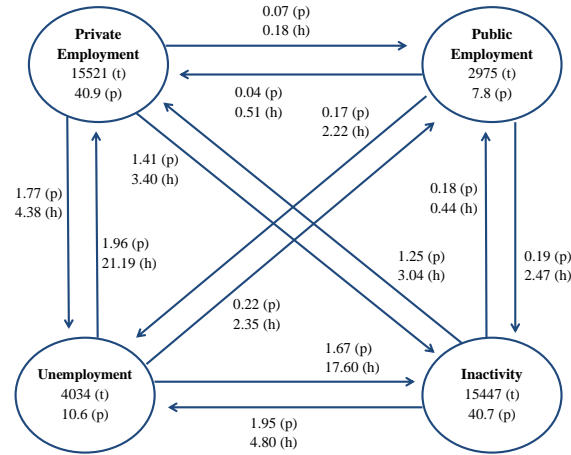 Private
Employment
15521 (t)
40.9 (p)
0.07 (p)
0.18 (h)
Public
Employment
2975 (t)
7.8 (p)
0.04 (p)
0.51 (h)
0.17 (p)
2.22 (h)
1.41 (p)
3.40 (h)
1.77 (p)
4.38 (h)
0.18 (p)
0.44 (h)
1.96 (p)
21.19 (h)
1.25 (p)
3.04 (h)
0.19 (p)
2.47 (h)
0.22 (p)
2.35 (h)
Unemployment
4034 (t)
10.6 (p)
1.67 (p)
17.60 (h)
Inactivity
15447 (t)
40.7 (p)
1.95 (p)
4.80 (h)